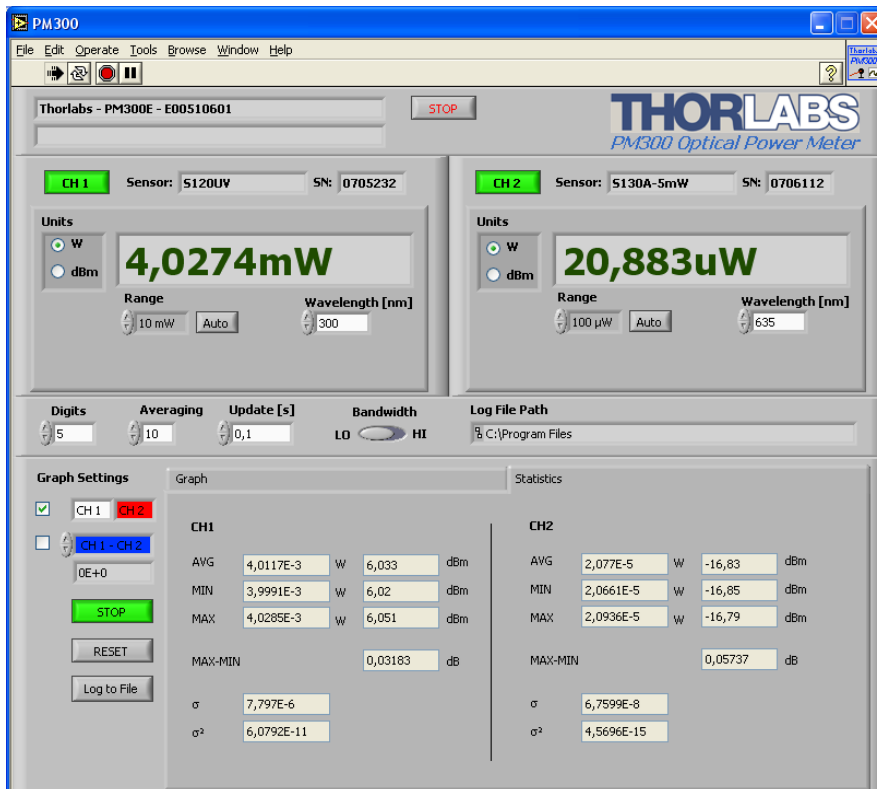 PM300
File Edit Operate Tools Browse Window Help
Thorlabs
PM300
?
Thorlabs - PM300E - E00510601
STOP
THORLABS
PM300 Optical Power Meter
CH 1 Sensor: S120UV SN: 0705232
CH 2 Sensor: S130A-5mW SN: 0706112
Units
W
dBm
4,0274mW
Range
10 mW Auto
Wavelength [nm]
300
Units
W
dBm
20,883uW
Range
100 µW Auto
Wavelength [nm]
635
Digits Averaging Update [s] Bandwidth Log File Path
5 10 0,1 LO HI C:\Program Files
Graph Settings
CH 1 CH 2
CH 1 - CH 2
0E+0
STOP
RESET
Log to File
Graph Statistics
CH1
AVG 4,0117E-3 W 6,033 dBm
MIN 3,9991E-3 W 6,02 dBm
MAX 4,0285E-3 W 6,051 dBm
MAX-MIN 0,03183 dB
σ 7,797E-6
σ² 6,0792E-11
CH2
AVG 2,077E-5 W -16,83 dBm
MIN 2,0661E-5 W -16,85 dBm
MAX 2,0936E-5 W -16,79 dBm
MAX-MIN 0,05737 dB
σ 6,7599E-8
σ² 4,5696E-15